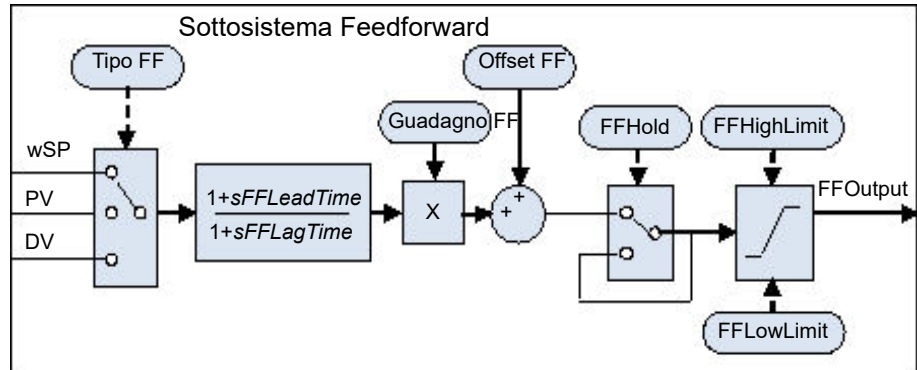 Sottosistema Feedforward
Tipo FF
Offset FF
Guadagno FF
FFHold
FFHighLimit
wSP
PV
DV
1+sFFLeadTime
1+sFFLagTime
X
+
+
FFOutput
FFLowLimit